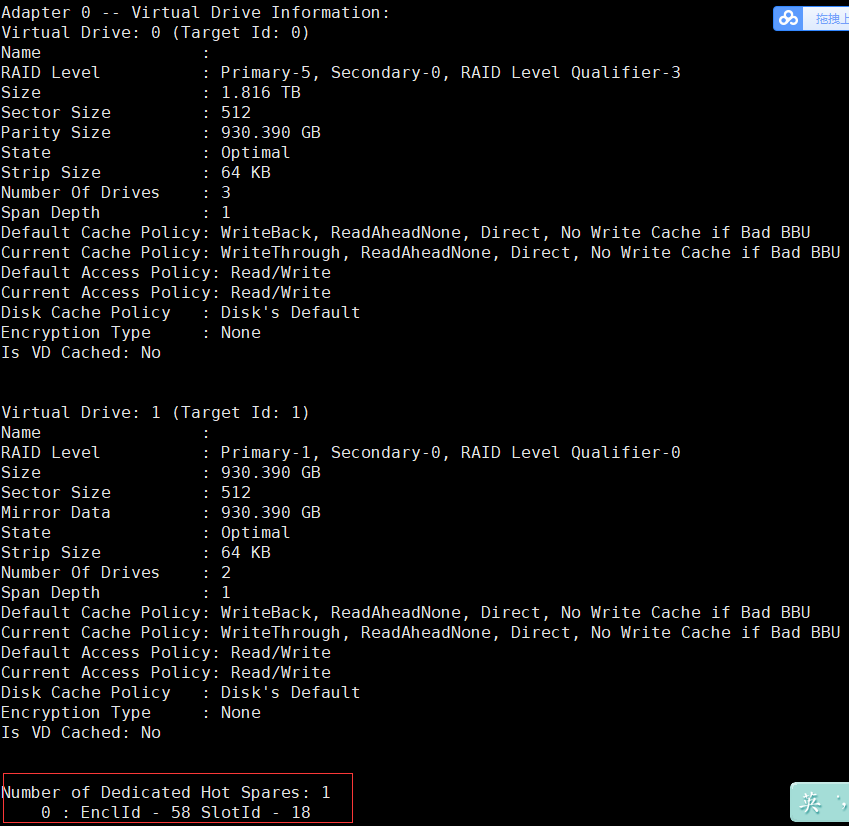 Adapter 0 -- Virtual Drive Information:
拖拽上
Virtual Drive: 0 (Target Id: 0)
Name                :
RAID Level          : Primary-5, Secondary-0, RAID Level Qualifier-3
Size                : 1.816 TB
Sector Size         : 512
Parity Size         : 930.390 GB
State               : Optimal
Strip Size          : 64 KB
Number Of Drives    : 3
Span Depth          : 1
Default Cache Policy: WriteBack, ReadAheadNone, Direct, No Write Cache if Bad BBU
Current Cache Policy: WriteThrough, ReadAheadNone, Direct, No Write Cache if Bad BBU
Default Access Policy: Read/Write
Current Access Policy: Read/Write
Disk Cache Policy   : Disk's Default
Encryption Type     : None
Is VD Cached: No
Virtual Drive: 1 (Target Id: 1)
Name                :
RAID Level          : Primary-1, Secondary-0, RAID Level Qualifier-0
Size                : 930.390 GB
Sector Size         : 512
Mirror Data         : 930.390 GB
State               : Optimal
Strip Size          : 64 KB
Number Of Drives    : 2
Span Depth          : 1
Default Cache Policy: WriteBack, ReadAheadNone, Direct, No Write Cache if Bad BBU
Current Cache Policy: WriteThrough, ReadAheadNone, Direct, No Write Cache if Bad BBU
Default Access Policy: Read/Write
Current Access Policy: Read/Write
Disk Cache Policy   : Disk's Default
Encryption Type     : None
Is VD Cached: No
Number of Dedicated Hot Spares: 1
    0 : EnclId - 58 SlotId - 18
英